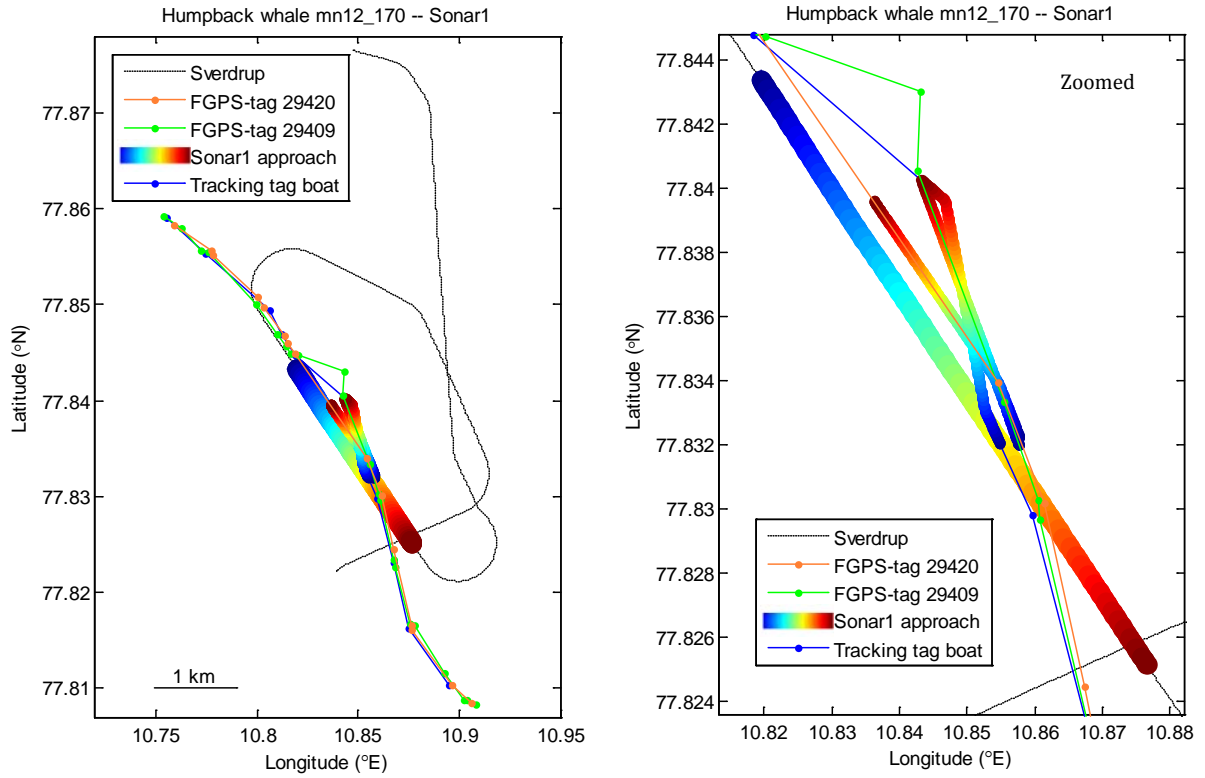 Humpback whale mn12_170 -- Sonar1
Sverdrup
FGPS-tag 29420
FGPS-tag 29409
Sonar1 approach
Tracking tag boat
77.87
77.86
77.85
77.84
77.83
77.82
77.81
Latitude (oN)
1 km
10.75
10.8
10.85
10.9
10.95
Longitude (°E)
Humpback whale mn12_170 -- Sonar1
Zoomed
77.844
77.842
77.84
77.838
77.836
77.834
77.832
77.83
77.828
77.826
77.824
Latitude (oN)
Sverdrup
FGPS-tag 29420
FGPS-tag 29409
Sonar1 approach
Tracking tag boat
10.82
10.83
10.84
10.85
10.86
10.87
10.88
Longitude (°E)